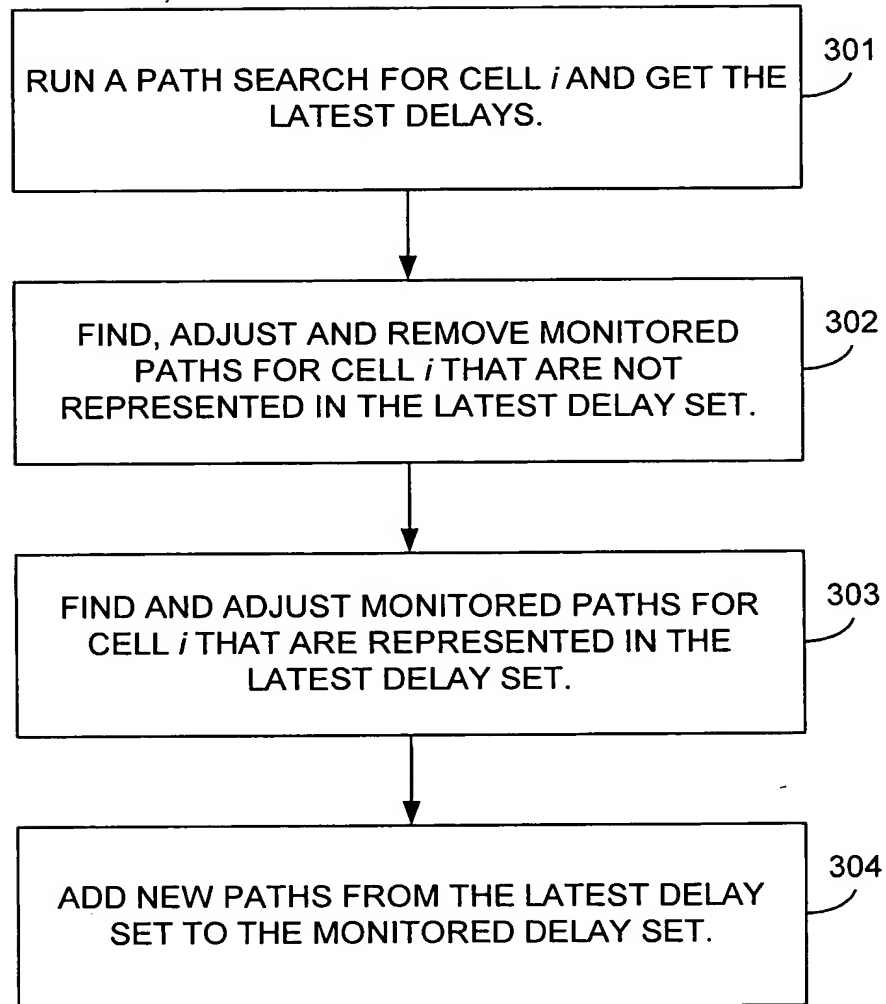 RUN A PATH SEARCH FOR CELL i AND GET THE
LATEST DELAYS.
301
FIND, ADJUST AND REMOVE MONITORED
PATHS FOR CELL i THAT ARE NOT
REPRESENTED IN THE LATEST DELAY SET.
302
FIND AND ADJUST MONITORED PATHS FOR
CELL i THAT ARE REPRESENTED IN THE
LATEST DELAY SET.
303
ADD NEW PATHS FROM THE LATEST DELAY
SET TO THE MONITORED DELAY SET.
304